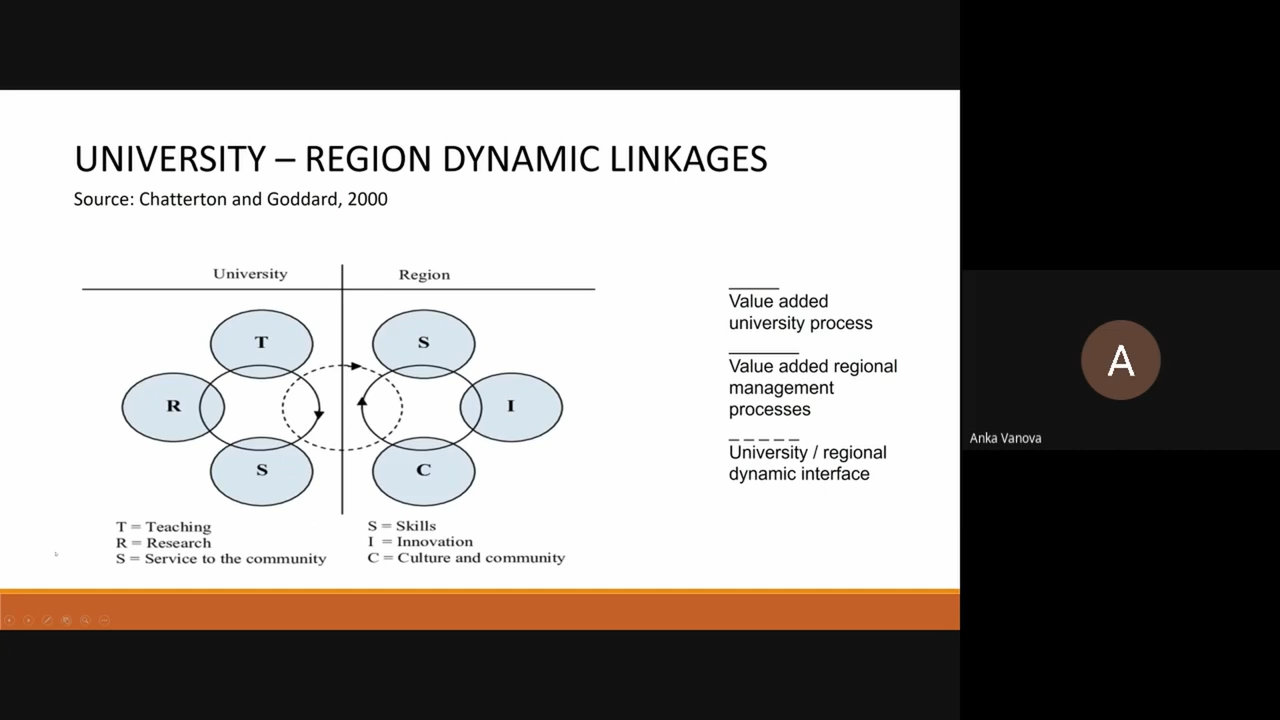 UNIVERSITY – REGION DYNAMIC LINKAGES
Source: Chatterton and Goddard, 2000
University
Region
T
R
S
S
I
C
T = Teaching
R = Research
S = Service to the community
S = Skills
I = Innovation
C = Culture and community
Value added
university process
Value added regional
management
processes
University / regional
dynamic interface
A
Anka Vanova